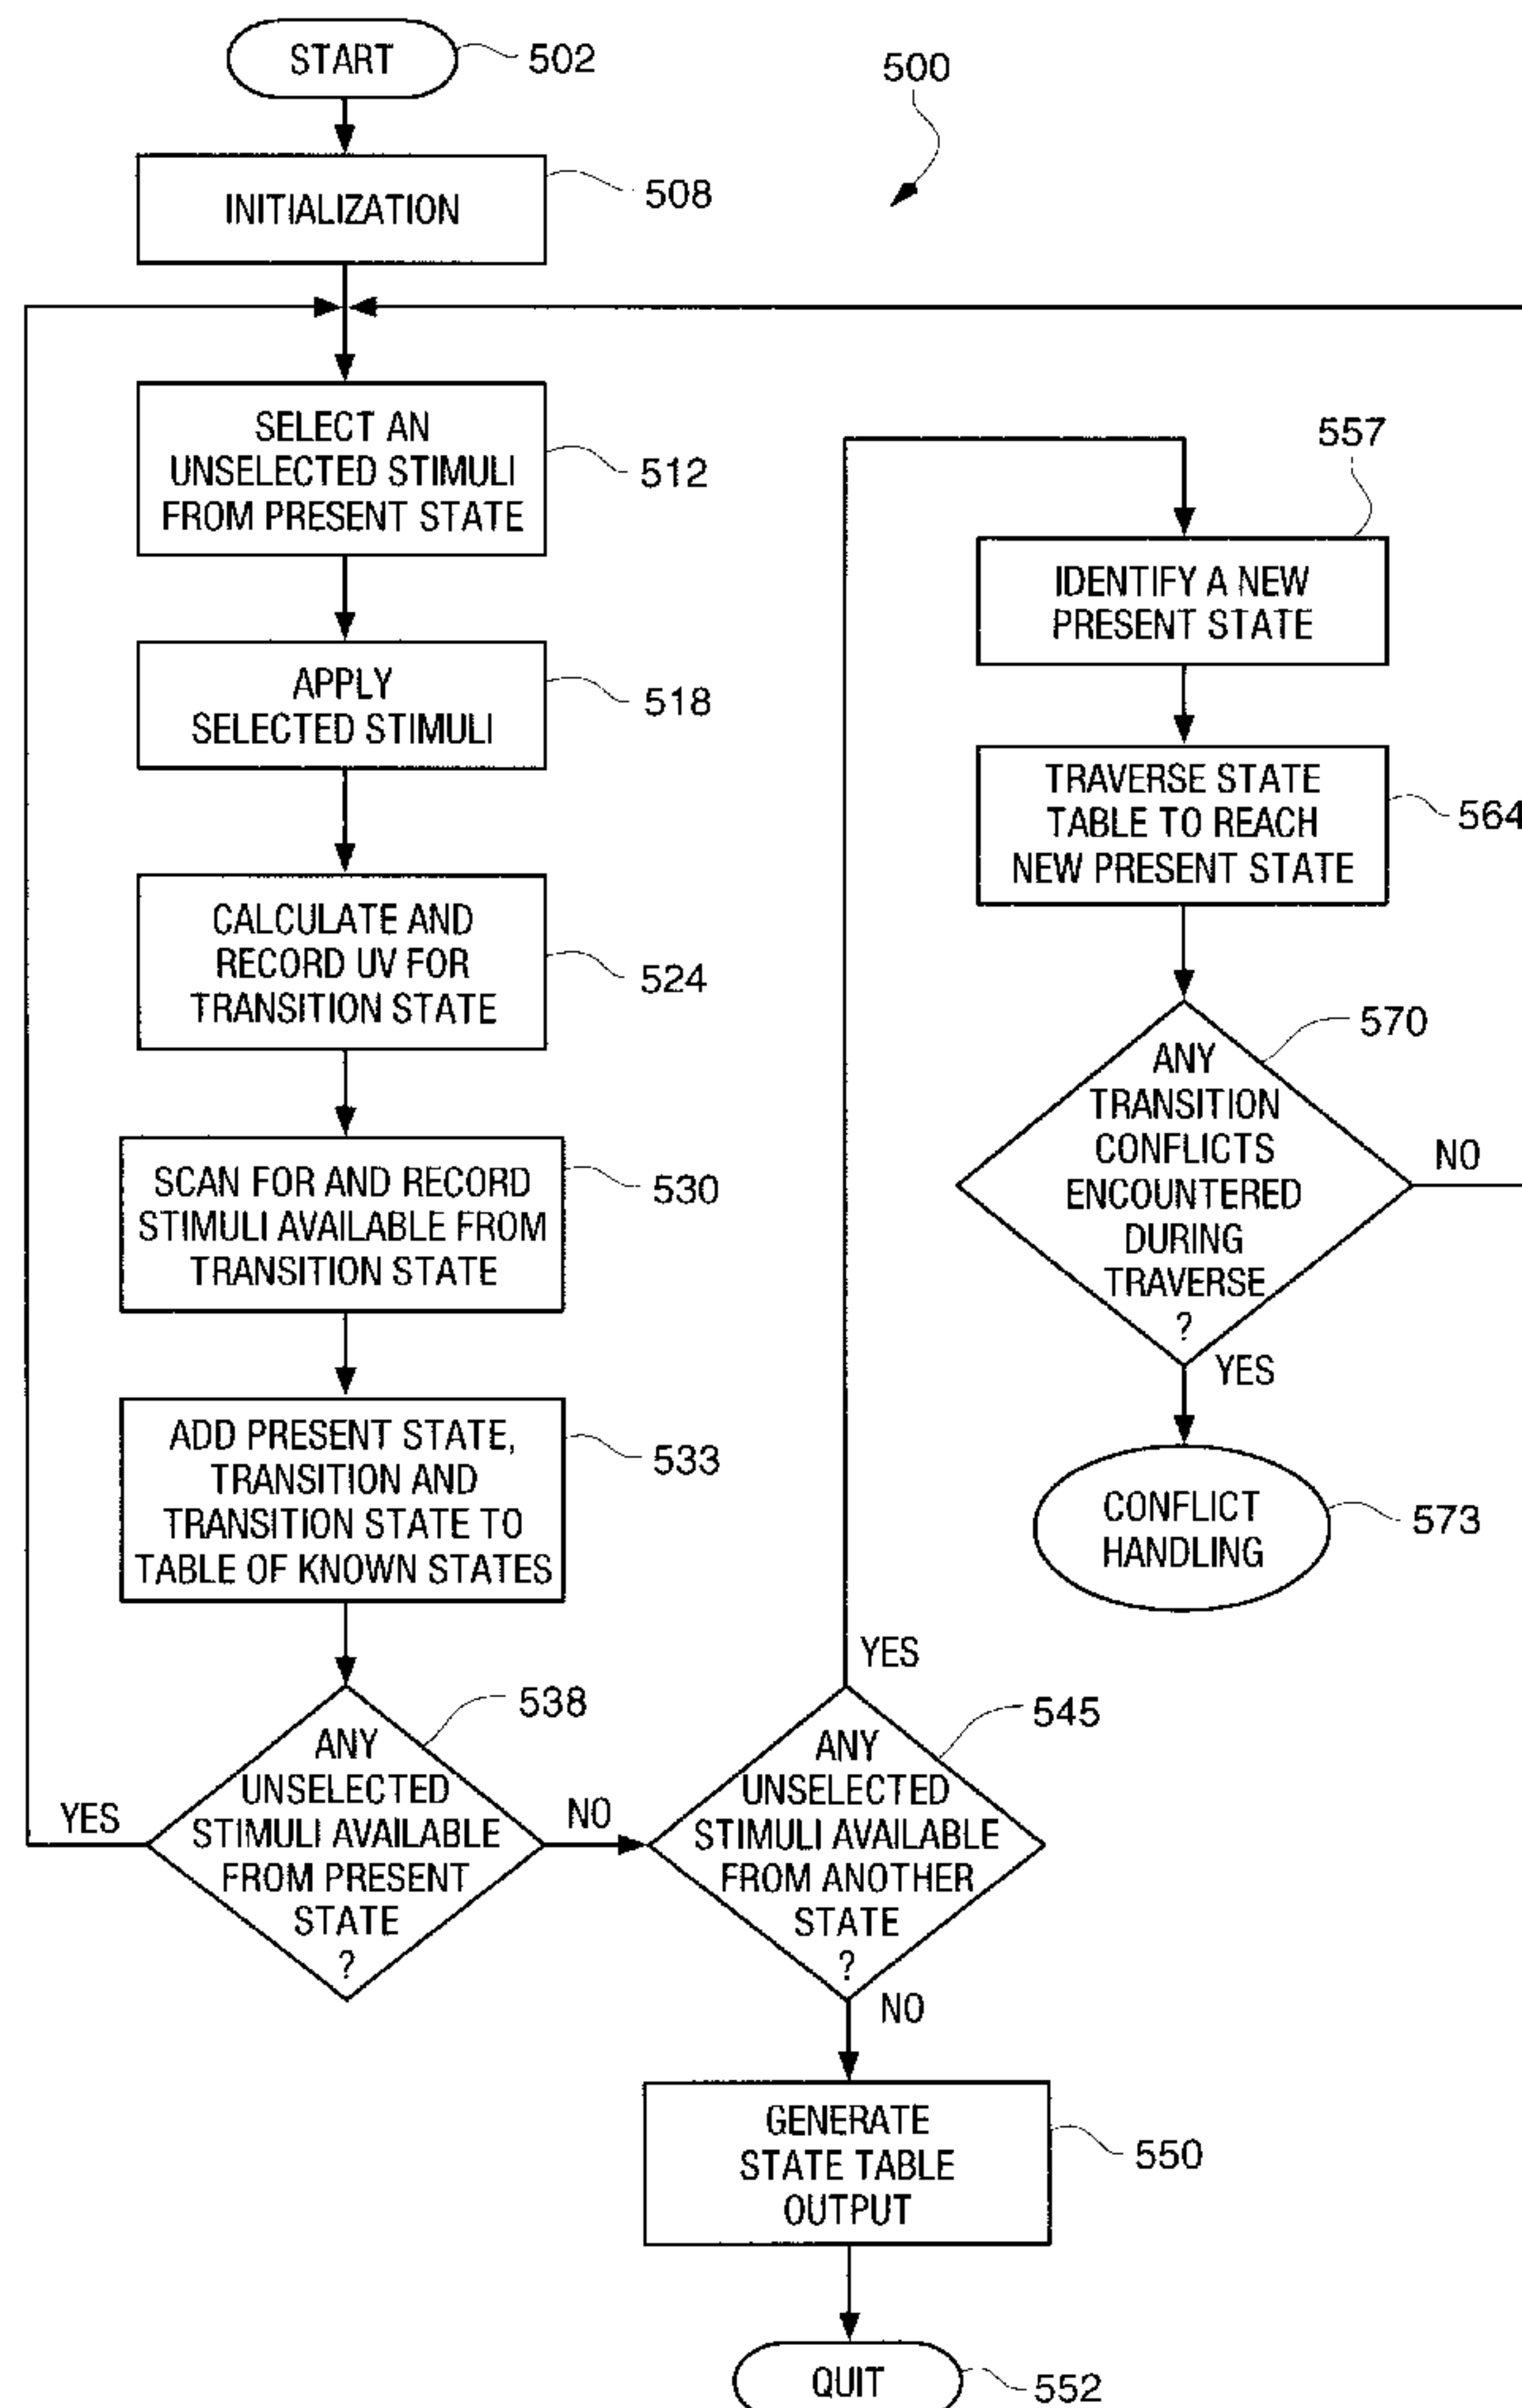 START
502
500
INITIALIZATION
508
SELECT AN
UNSELECTED STIMULI
FROM PRESENT STATE
512
APPLY
SELECTED STIMULI
518
CALCULATE AND
RECORD UV FOR
TRANSITION STATE
524
SCAN FOR AND RECORD
STIMULI AVAILABLE FROM
TRANSITION STATE
530
ADD PRESENT STATE,
TRANSITION AND
TRANSITION STATE TO
TABLE OF KNOWN STATES
533
ANY
UNSELECTED
STIMULI AVAILABLE
FROM PRESENT
STATE
?
538
YES
NO
ANY
UNSELECTED
STIMULI AVAILABLE
FROM ANOTHER
STATE
?
545
YES
NO
GENERATE
STATE TABLE
OUTPUT
550
QUIT
552
IDENTIFY A NEW
PRESENT STATE
557
TRAVERSE STATE
TABLE TO REACH
NEW PRESENT STATE
564
ANY
TRANSITION
CONFLICTS
ENCOUNTERED
DURING
TRAVERSE
?
570
NO
YES
CONFLICT
HANDLING
573